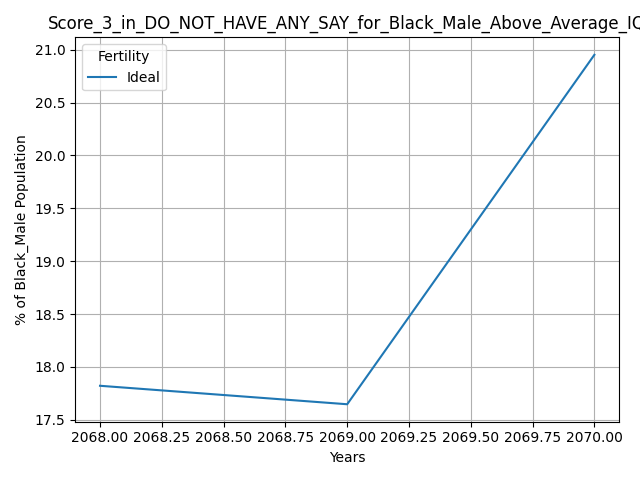 Score_3_in_DO_NOT_HAVE_ANY_SAY_for_Black_Male_Above_Average_IQ
Fertility
Ideal
21.0
20.5
20.0
19.5
19.0
18.5
18.0
17.5
% of Black_Male Population
2068.00 2068.25 2068.50 2068.75 2069.00 2069.25 2069.50 2069.75 2070.00
Years